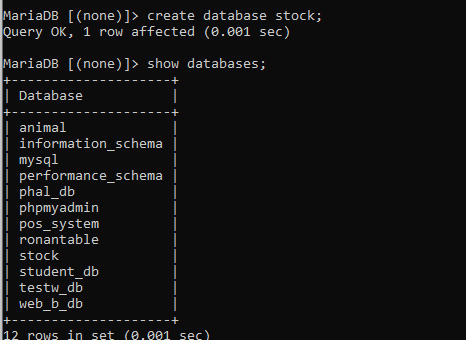 MariaDB [(none)]> create database stock;
Query OK, 1 row affected (0.001 sec)
MariaDB [(none)]> show databases;
+--------------------+
| Database           |
+--------------------+
| animal             |
| information_schema |
| mysql              |
| performance_schema |
| phal_db            |
| phpmyadmin         |
| pos_system         |
| ronantable         |
| stock              |
| student_db         |
| testw_db           |
| web_b_db           |
+--------------------+
12 rows in set (0.001 sec)